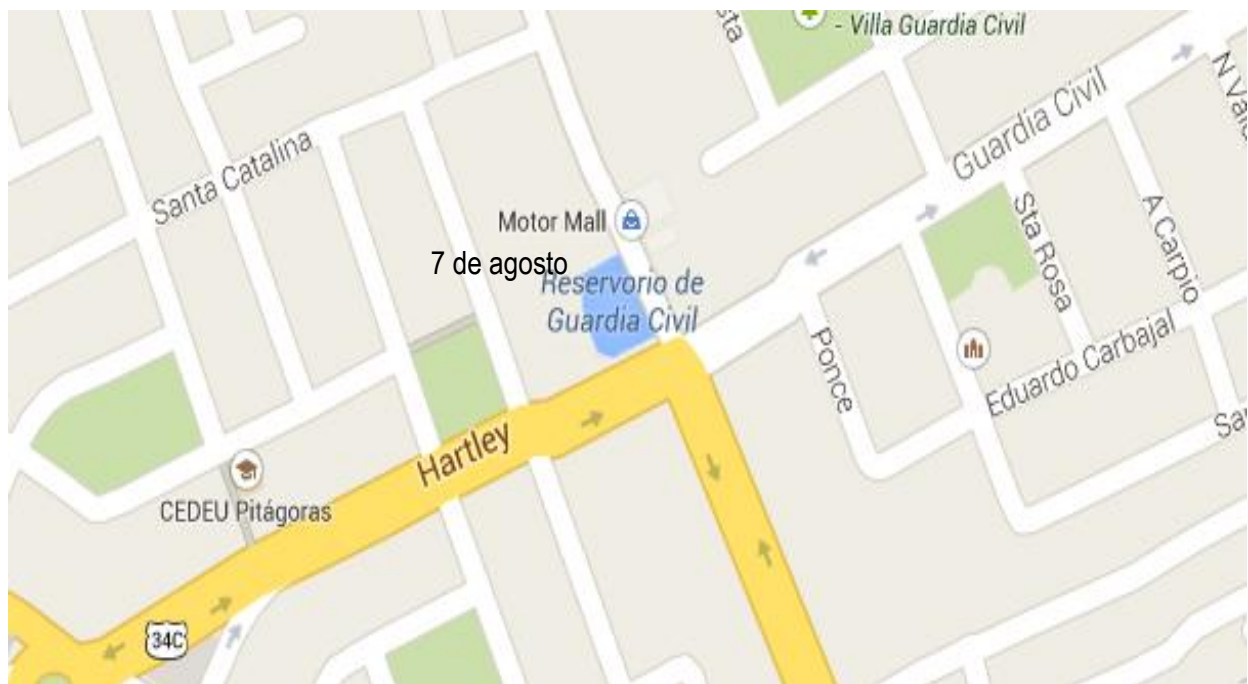 - Villa Guardia Civil
Guardia Civil
Santa Catalina
Motor Mall
7 de agosto
Reservorio de
Guardia Civil
Sta Rosa
A Carpio
Ponce
Eduardo Carbajal
Hartley
CEDEU Pitágoras
34C